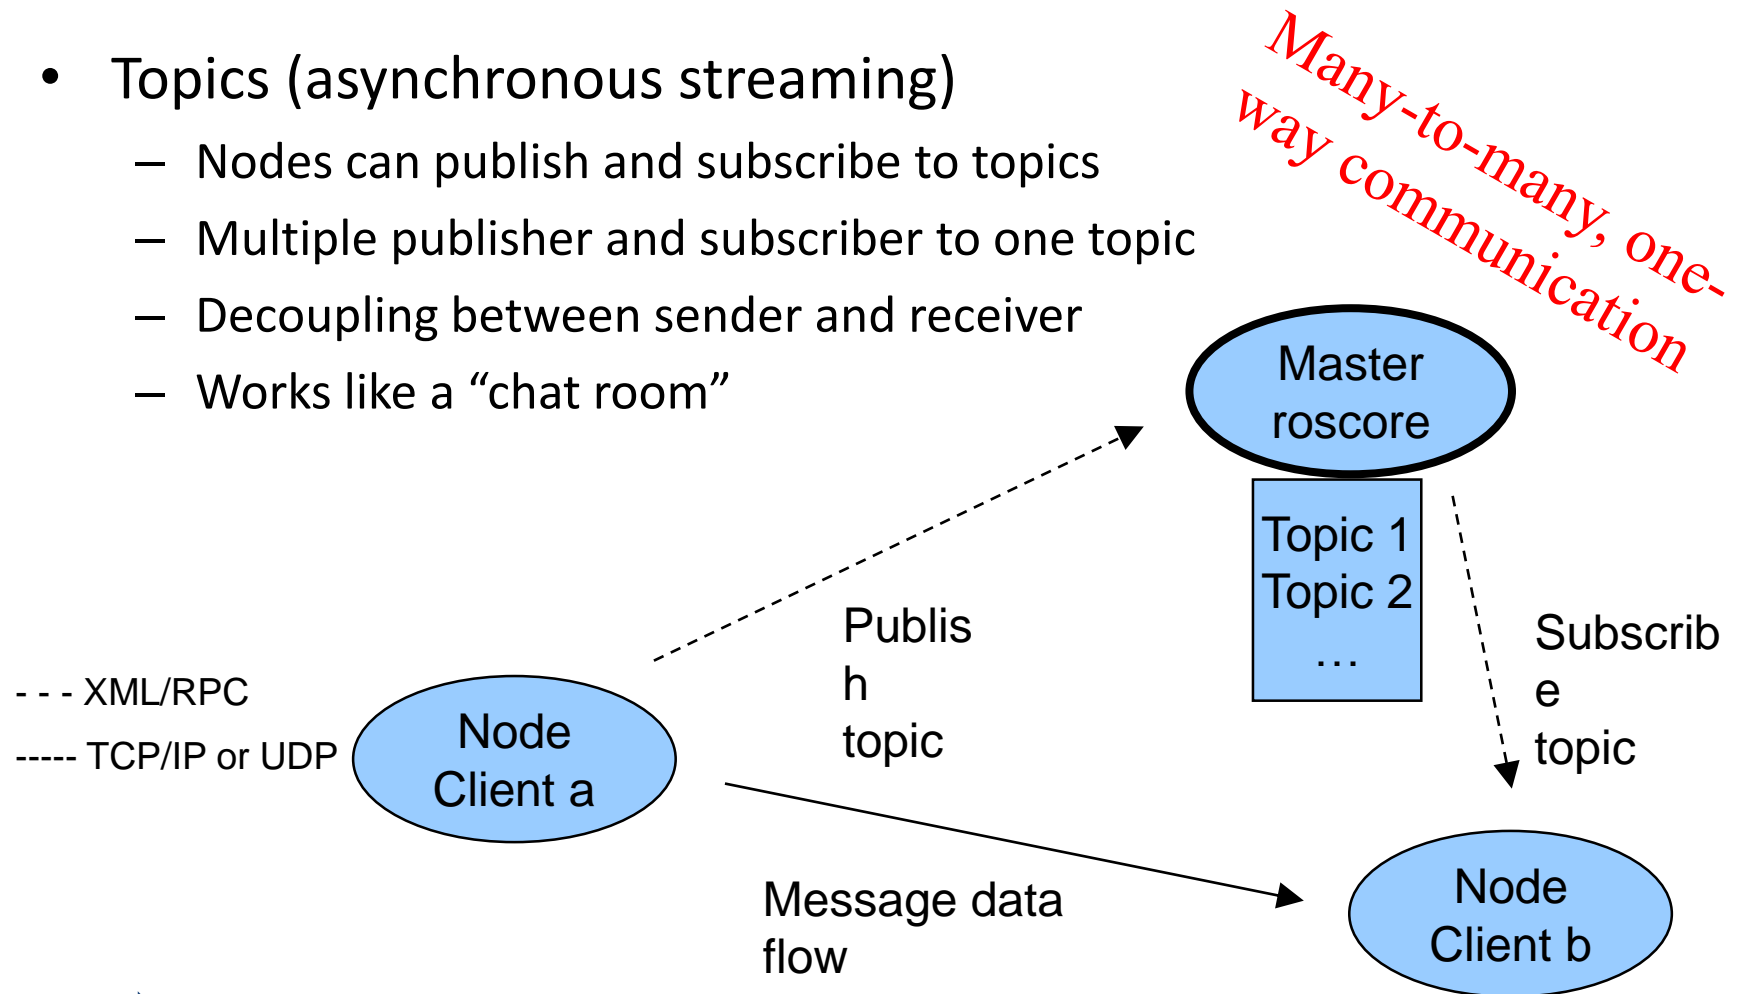 • Topics (asynchronous streaming)
– Nodes can publish and subscribe to topics
– Multiple publisher and subscriber to one topic
– Decoupling between sender and receiver
– Works like a “chat room”
Many-to-many, one-
way communication
Master
roscore
Topic 1
Topic 2
…
Publis
h
topic
Subscrib
e
topic
- - - XML/RPC
----- TCP/IP or UDP
Node
Client a
Message data
flow
Node
Client b